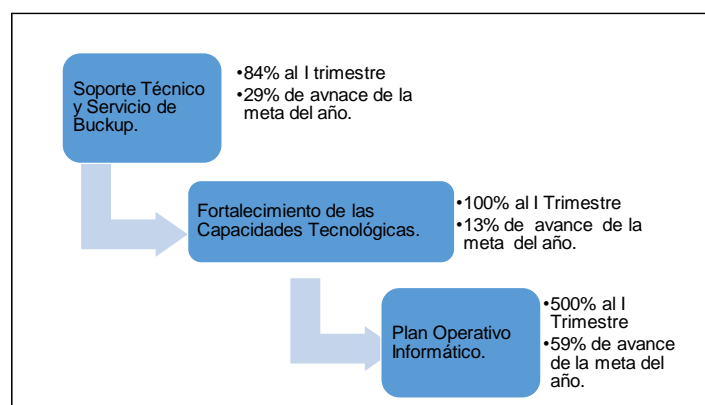 Soporte Técnico
y Servicio de
Buckup.
•84% al I trimestre
•29% de avnace de la
meta del año.
Fortalecimiento de las
Capacidades Tecnológicas.
•100% al I Trimestre
•13% de avance de la
meta del año.
Plan Operativo
Informático.
•500% al I
Trimestre
•59% de avance
de la meta del
año.